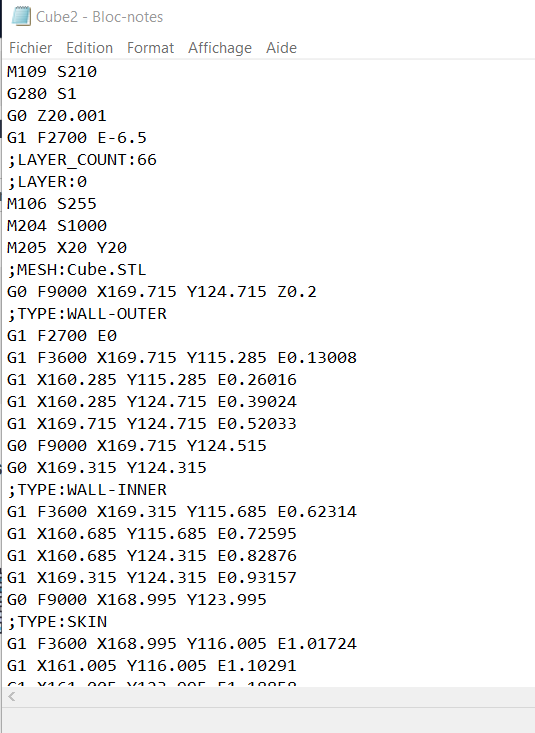 Cube2 - Bloc-notes
Fichier Edition Format Affichage Aide
M109 S210
G280 S1
G0 Z20.001
G1 F2700 E-6.5
;LAYER_COUNT:66
;LAYER:0
M106 S255
M204 S1000
M205 X20 Y20
;MESH:Cube.STL
G0 F9000 X169.715 Y124.715 Z0.2
;TYPE:WALL-OUTER
G1 F2700 E0
G1 F3600 X169.715 Y115.285 E0.13008
G1 X160.285 Y115.285 E0.26016
G1 X160.285 Y124.715 E0.39024
G1 X169.715 Y124.715 E0.52033
G0 F9000 X169.715 Y124.515
G0 X169.315 Y124.315
;TYPE:WALL-INNER
G1 F3600 X169.315 Y115.685 E0.62314
G1 X160.685 Y115.685 E0.72595
G1 X160.685 Y124.315 E0.82876
G1 X169.315 Y124.315 E0.93157
G0 F9000 X168.995 Y123.995
;TYPE:SKIN
G1 F3600 X168.995 Y116.005 E1.01724
G1 X161.005 Y116.005 E1.10291
G1 X161.005 Y123.995 E1.18858